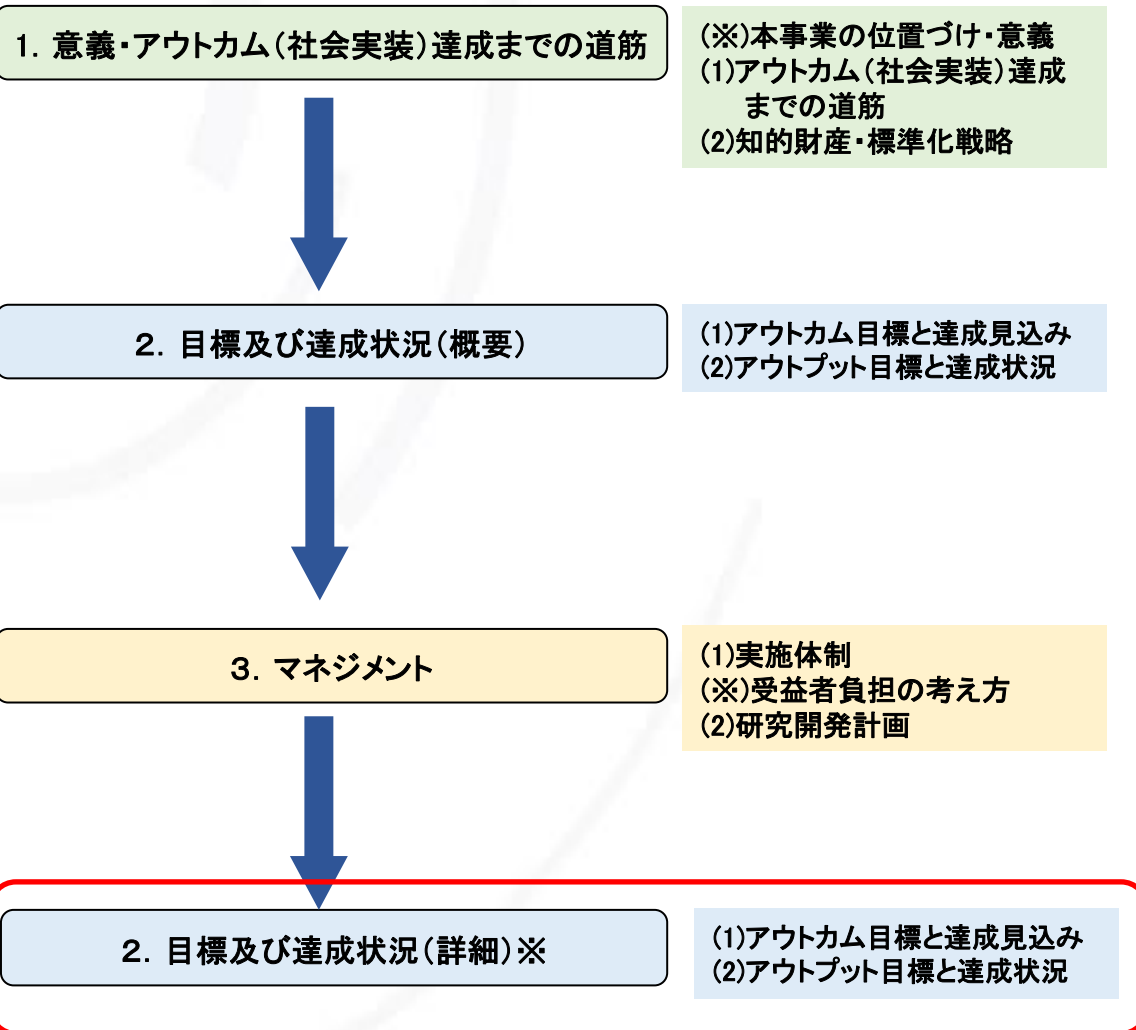 1. 意義・アウトカム(社会実装)達成までの道筋
(※)本事業の位置づけ・意義
(1)アウトカム(社会実装)達成
までの道筋
(2)知的財産・標準化戦略
2. 目標及び達成状況(概要)
(1)アウトカム目標と達成見込み
(2)アウトプット目標と達成状況
3. マネジメント
(1)実施体制
(※)受益者負担の考え方
(2)研究開発計画
2. 目標及び達成状況(詳細)※
(1)アウトカム目標と達成見込み
(2)アウトプット目標と達成状況